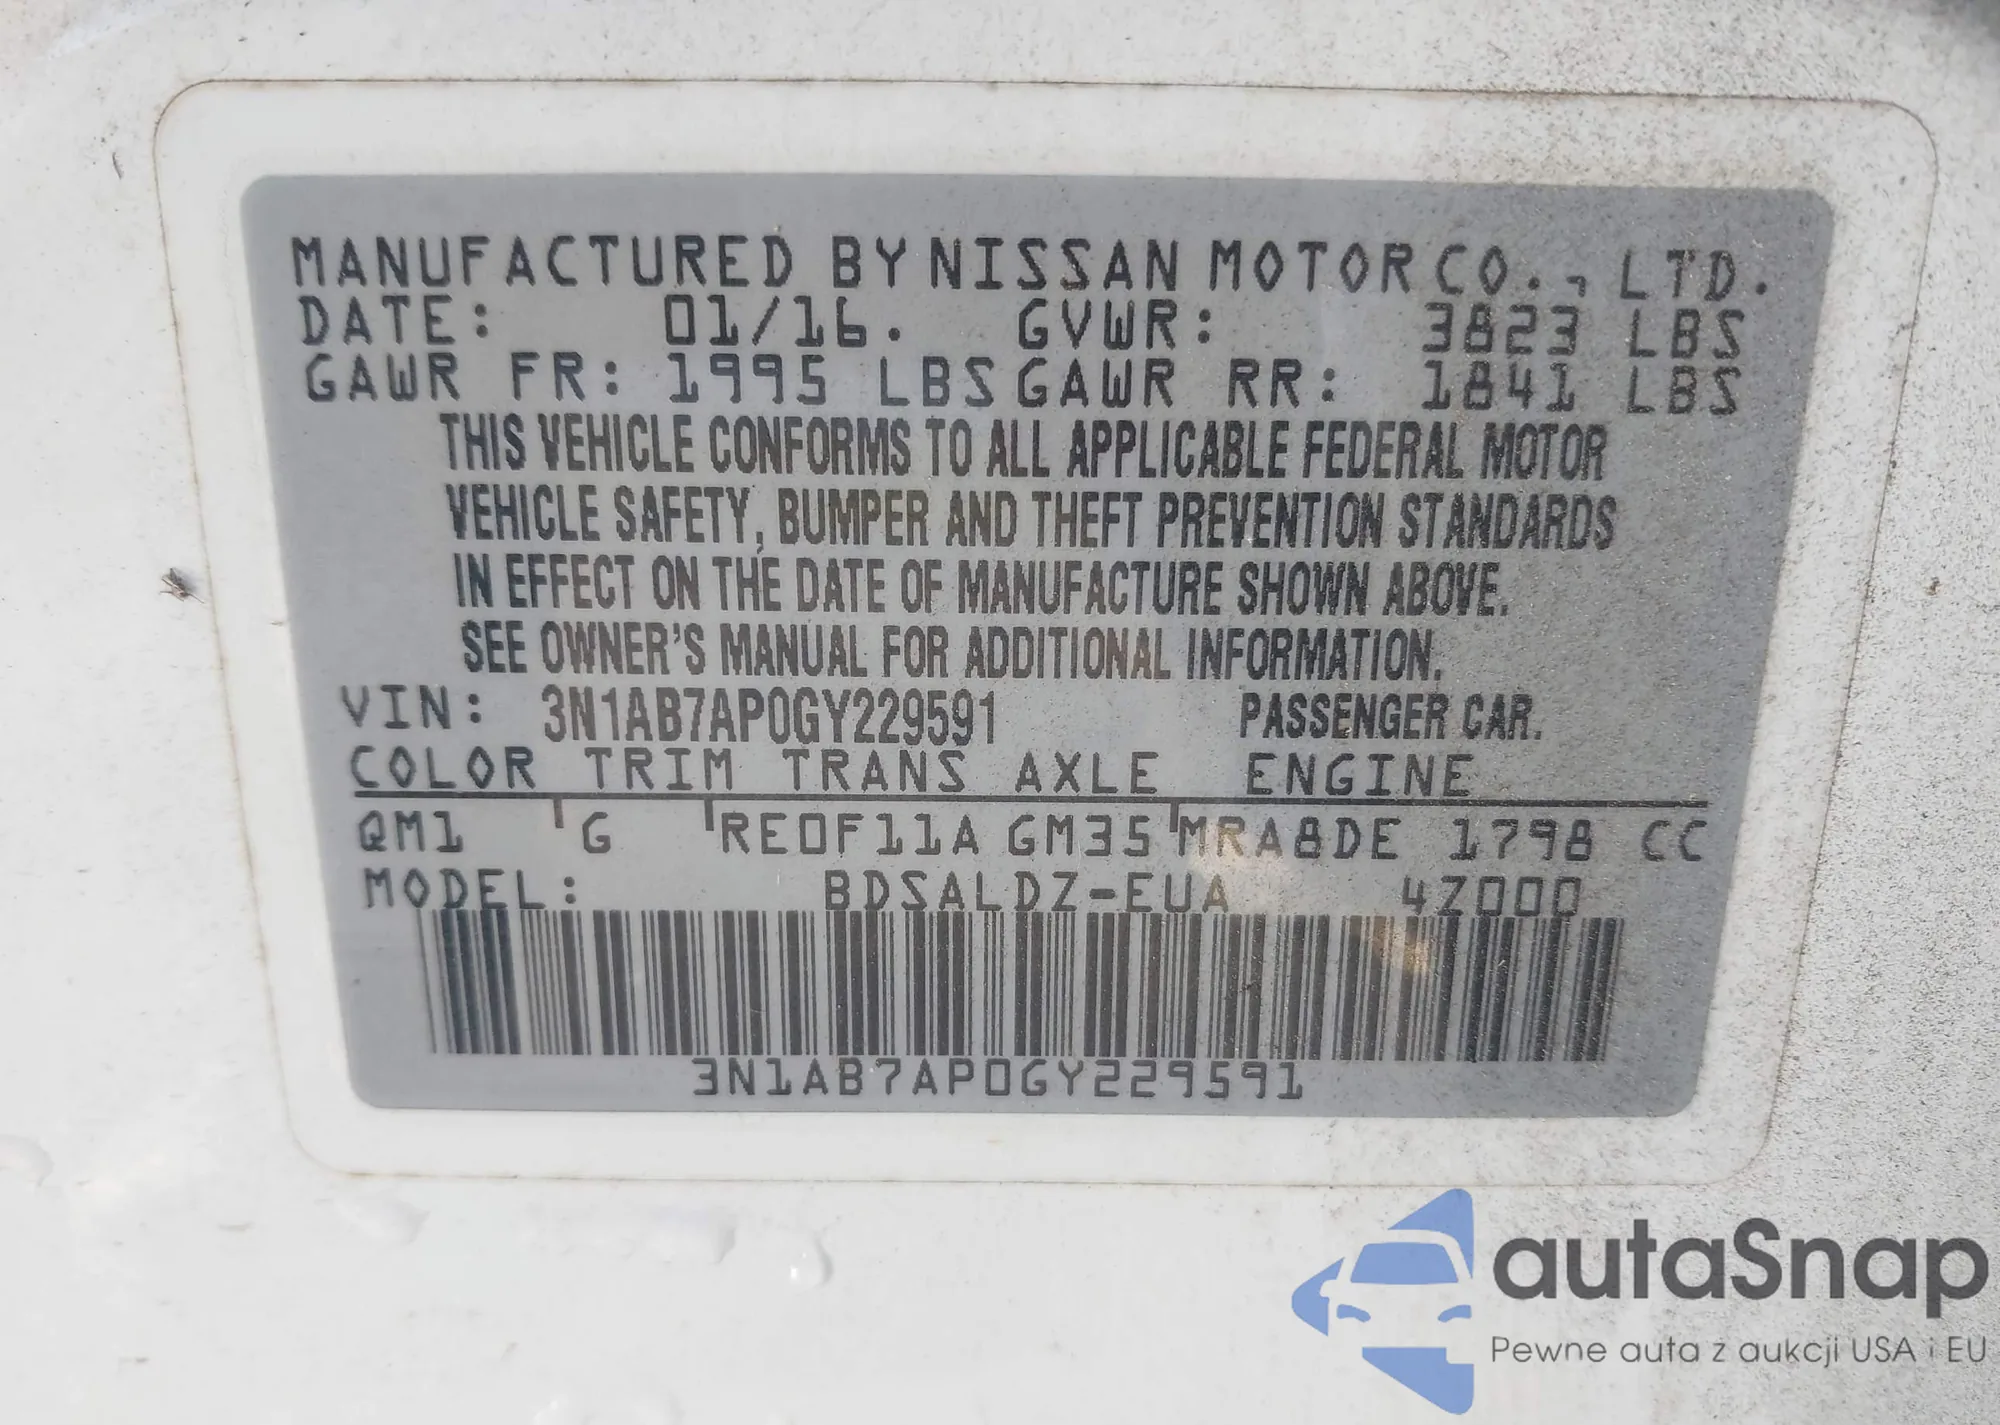 MANUFACTURED BY NISSAN MOTOR CO., LTD.
DATE: 01/16. GVWR: 3823 LBS
GAWR FR: 1995 LBS GAWR RR: 1841 LBS
THIS VEHICLE CONFORMS TO ALL APPLICABLE FEDERAL MOTOR
VEHICLE SAFETY, BUMPER AND THEFT PREVENTION STANDARDS
IN EFFECT ON THE DATE OF MANUFACTURE SHOWN ABOVE.
SEE OWNER'S MANUAL FOR ADDITIONAL INFORMATION.
VIN: 3N1AB7AP0GY229591 PASSENGER CAR.
COLOR TRIM TRANS AXLE ENGINE
QM1 G RE0F11A GM35 MRA8DE 1798 CC
MODEL: BDSALDZ-EUA 4Z000
3N1AB7AP0GY229591
autaSnap
Pewne auta z aukcji USA i EU